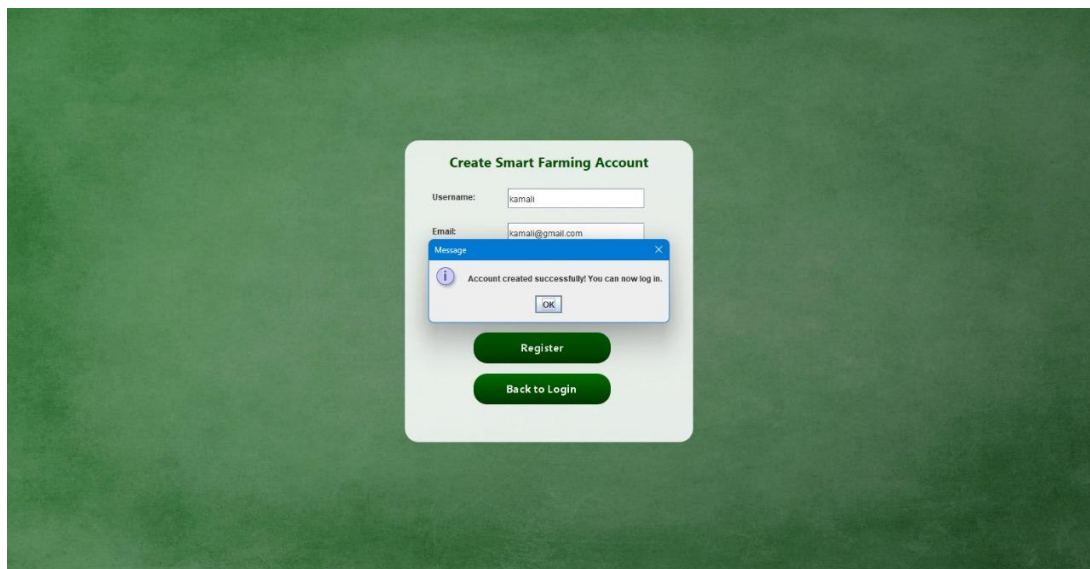 Create Smart Farming Account
Username: kamali
Email: kamali@gmail.com
Message
Account created successfully! You can now log in.
OK
Register
Back to Login